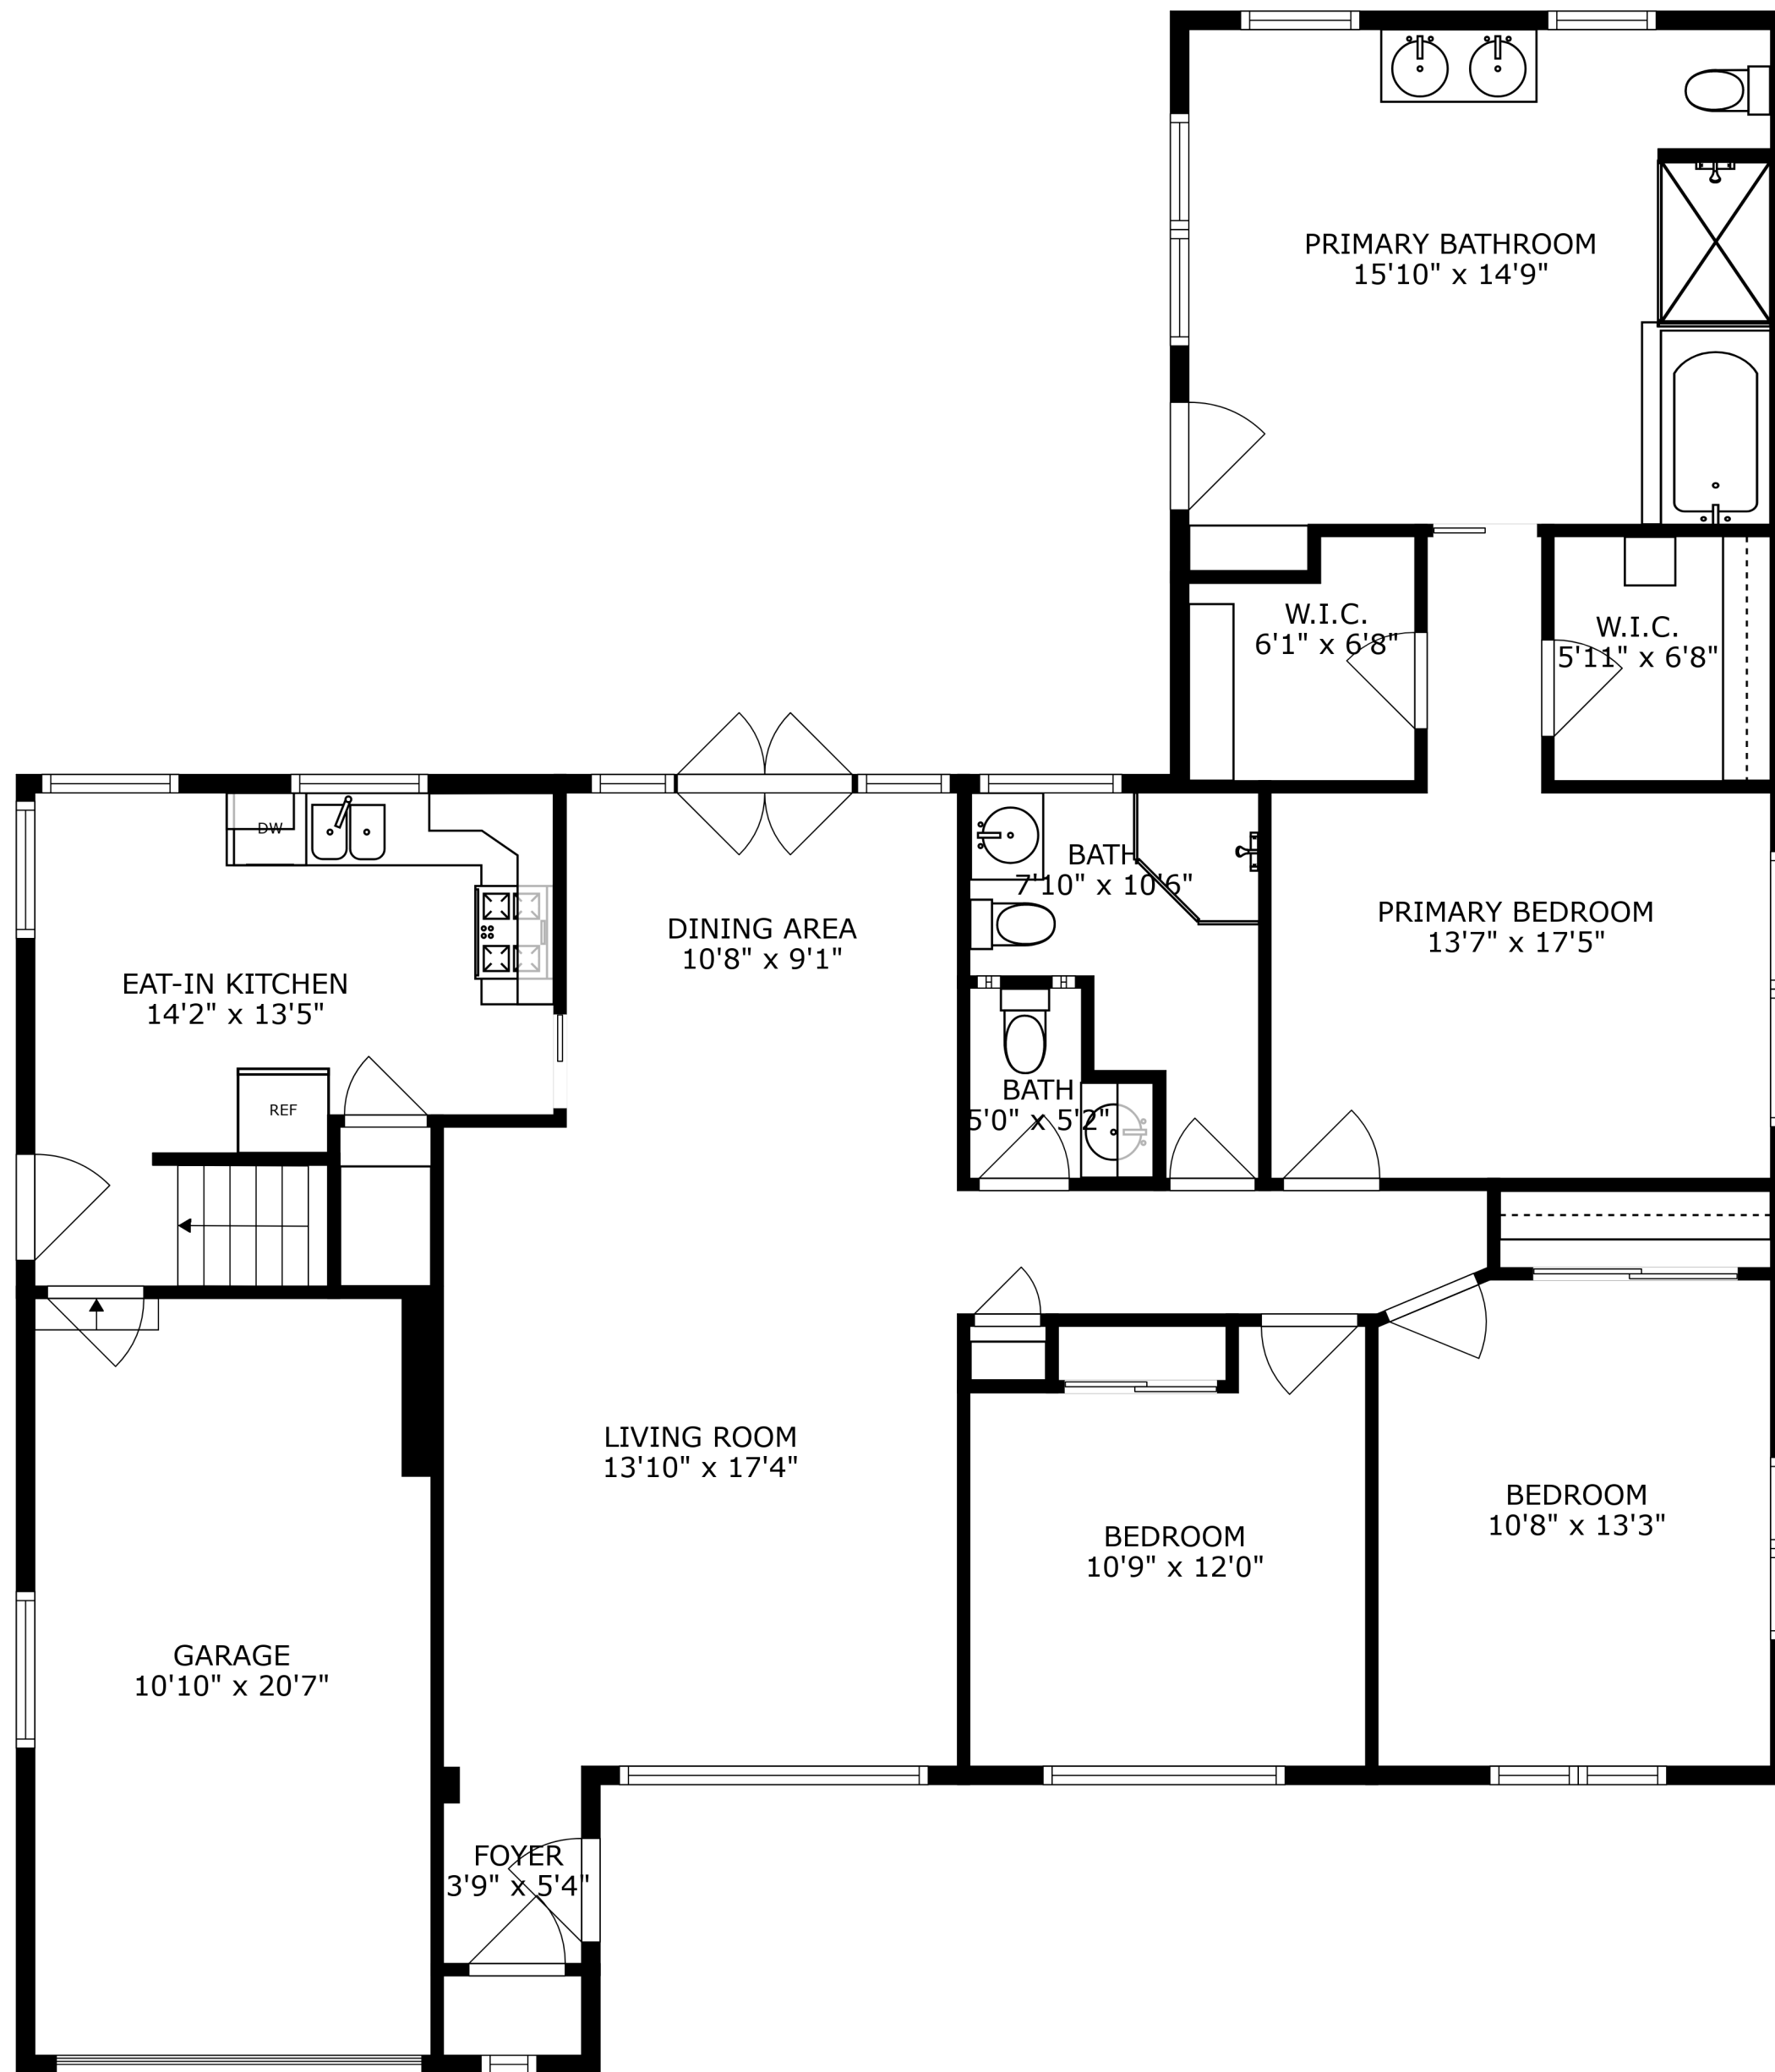 PRIMARY BATHROOM
15'10" x 14'9"
W.I.C.
6'1" x 6'8"
W.I.C.
5'11" x 6'8"
DW
BATH
7'10" x 10'6"
PRIMARY BEDROOM
13'7" x 17'5"
DINING AREA
10'8" x 9'1"
EAT-IN KITCHEN
14'2" x 13'5"
REF
BATH
5'0" x 5'2"
LIVING ROOM
13'10" x 17'4"
BEDROOM
10'8" x 13'3"
BEDROOM
10'9" x 12'0"
GARAGE
10'10" x 20'7"
FOYER
3'9" x 5'4"